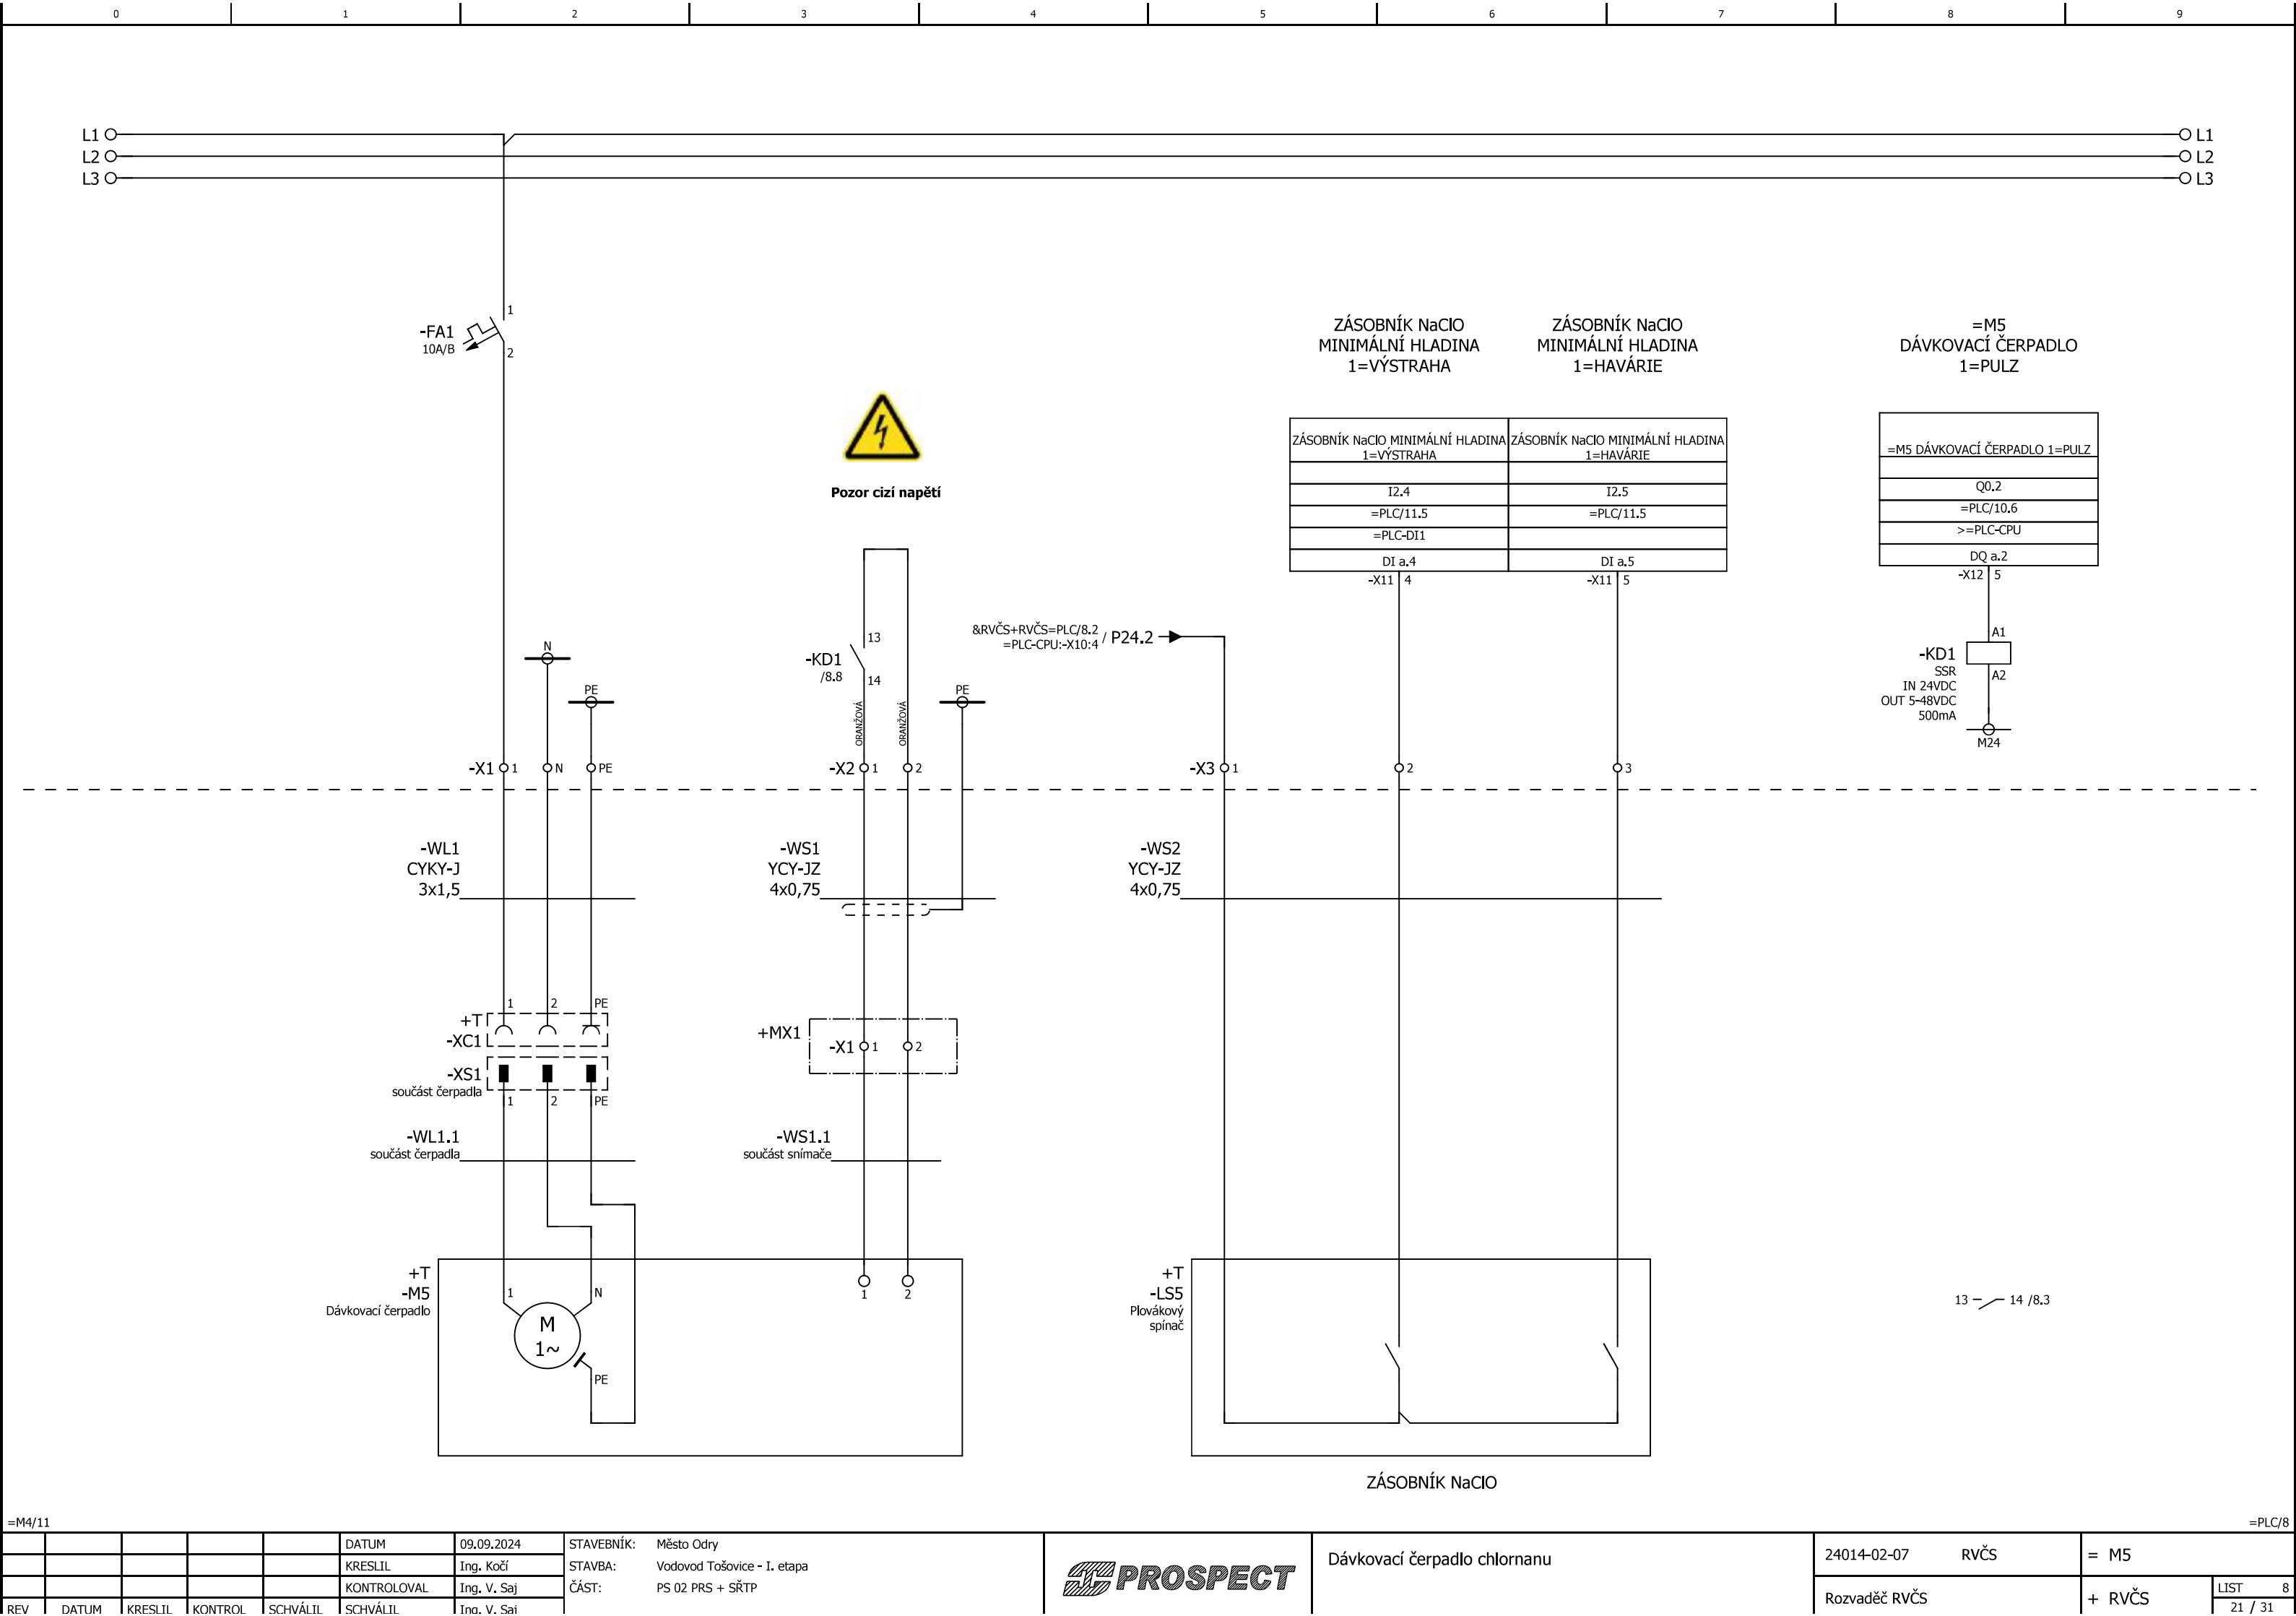 0 1 2 3 4 5 6 7 8 9
L1 L1
L2 L2
L3 L3
-FA1
10A/B
1
2
Pozor cizí napětí
ZÁSOBNÍK NaClO
MINIMÁLNÍ HLADINA
1=VÝSTRAHA
ZÁSOBNÍK NaClO
MINIMÁLNÍ HLADINA
1=HAVÁRIE
=M5
DÁVKOVACÍ ČERPADLO
1=PULZ
ZÁSOBNÍK NaClO MINIMÁLNÍ HLADINA
1=VÝSTRAHA
I2.4
=PLC/11.5
=PLC-DI1
DI a.4
-X11 4
ZÁSOBNÍK NaClO MINIMÁLNÍ HLADINA
1=HAVÁRIE
I2.5
=PLC/11.5
DI a.5
-X11 5
=M5 DÁVKOVACÍ ČERPADLO 1=PULZ
Q0.2
=PLC/10.6
>=PLC-CPU
DQ a.2
-X12 5
N
PE
-KD1
/8.8
13
14
ORANŽOVÁ
ORANŽOVÁ
PE
&RVČS+RVČS=PLC/8.2
=PLC-CPU:-X10:4
/ P24.2
-KD1
SSR
IN 24VDC
OUT 5-48VDC
500mA
A1
A2
M24
-X1 1 N PE
-X2 1 2
-X3 1 2 3
-WL1
CYKY-J
3x1,5
-WS1
YCY-JZ
4x0,75
-WS2
YCY-JZ
4x0,75
1 2 PE
+T
-XC1
-XS1
součást čerpadla
1 2 PE
+MX1
-X1 1 2
-WL1.1
součást čerpadla
-WS1.1
součást snímače
+T
-M5
Dávkovací čerpadlo
1 N
M
1~
PE
1 2
+T
-LS5
Plovákový
spínač
ZÁSOBNÍK NaClO
13 14 /8.3
=M4/11
=PLC/8
DATUM 09.09.2024
KRESLIL Ing. Kočí
KONTROLOVAL Ing. V. Saj
REV DATUM KRESLIL KONTROL SCHVÁLIL SCHVÁLIL Ing. V. Saj
STAVEBNÍK: Město Odry
STAVBA: Vodovod Tošovice - I. etapa
ČÁST: PS 02 PRS + SŘTP
PROSPECT
Dávkovací čerpadlo chlornanu
24014-02-07 RVČS
Rozvaděč RVČS
= M5
+ RVČS
LIST 8
21 / 31